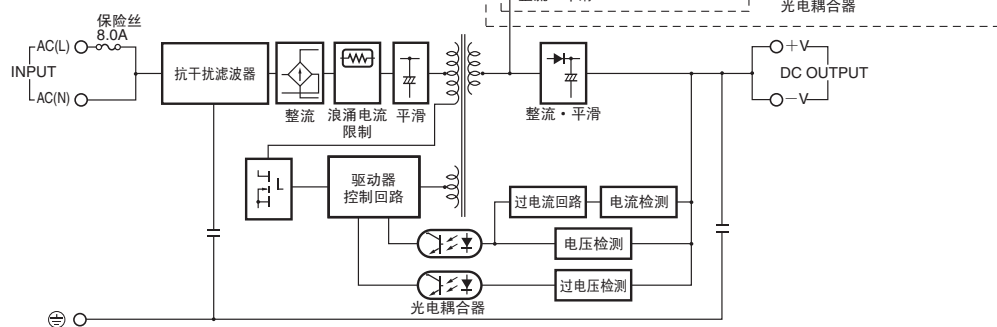 光电耦合器
保险丝
8.0A
AC(L)
INPUT
AC(N)
抗干扰滤波器
整流
浪涌电流
限制
平滑
整流・平滑
+V
DC OUTPUT
-V
驱动器
控制回路
过电流回路
电流检测
电压检测
过电压检测
光电耦合器